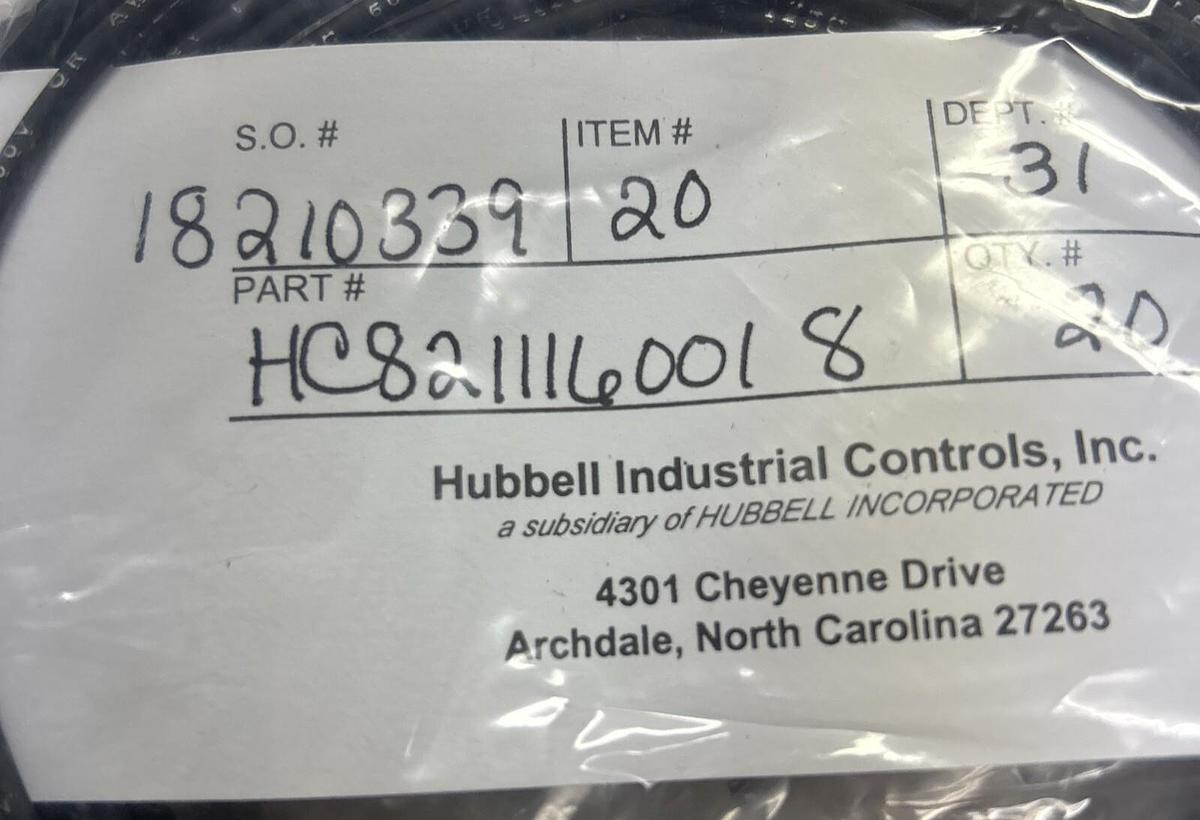 S.O. # ITEM # DEPT. #
18210339 20 31
PART # QTY. #
HC821116001 8 20
Hubbell Industrial Controls, Inc.
a subsidiary of HUBBELL INCORPORATED
4301 Cheyenne Drive
Archdale, North Carolina 27263